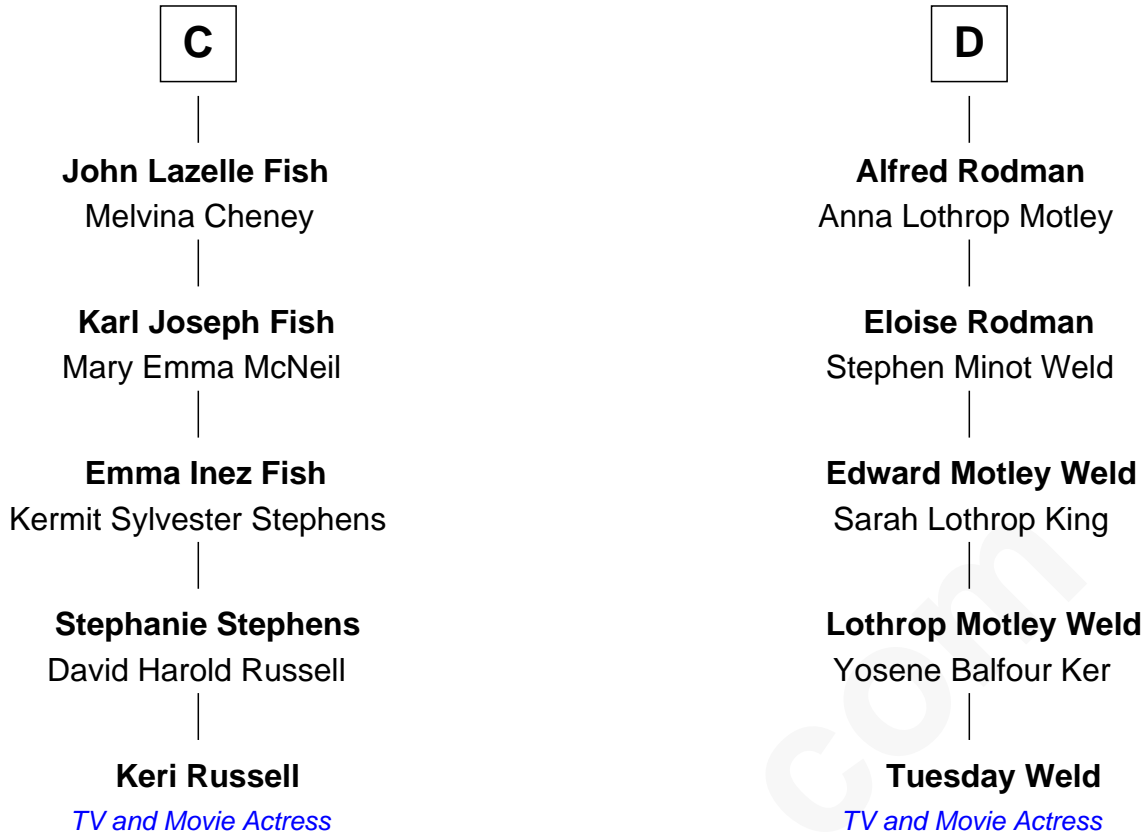 C
John Lazelle Fish
Melvina Cheney
Karl Joseph Fish
Mary Emma McNeil
Emma Inez Fish
Kermit Sylvester Stephens
Stephanie Stephens
David Harold Russell
Keri Russell
TV and Movie Actress
D
Alfred Rodman
Anna Lothrop Motley
Eloise Rodman
Stephen Minot Weld
Edward Motley Weld
Sarah Lothrop King
Lothrop Motley Weld
Yosene Balfour Ker
Tuesday Weld
TV and Movie Actress
com